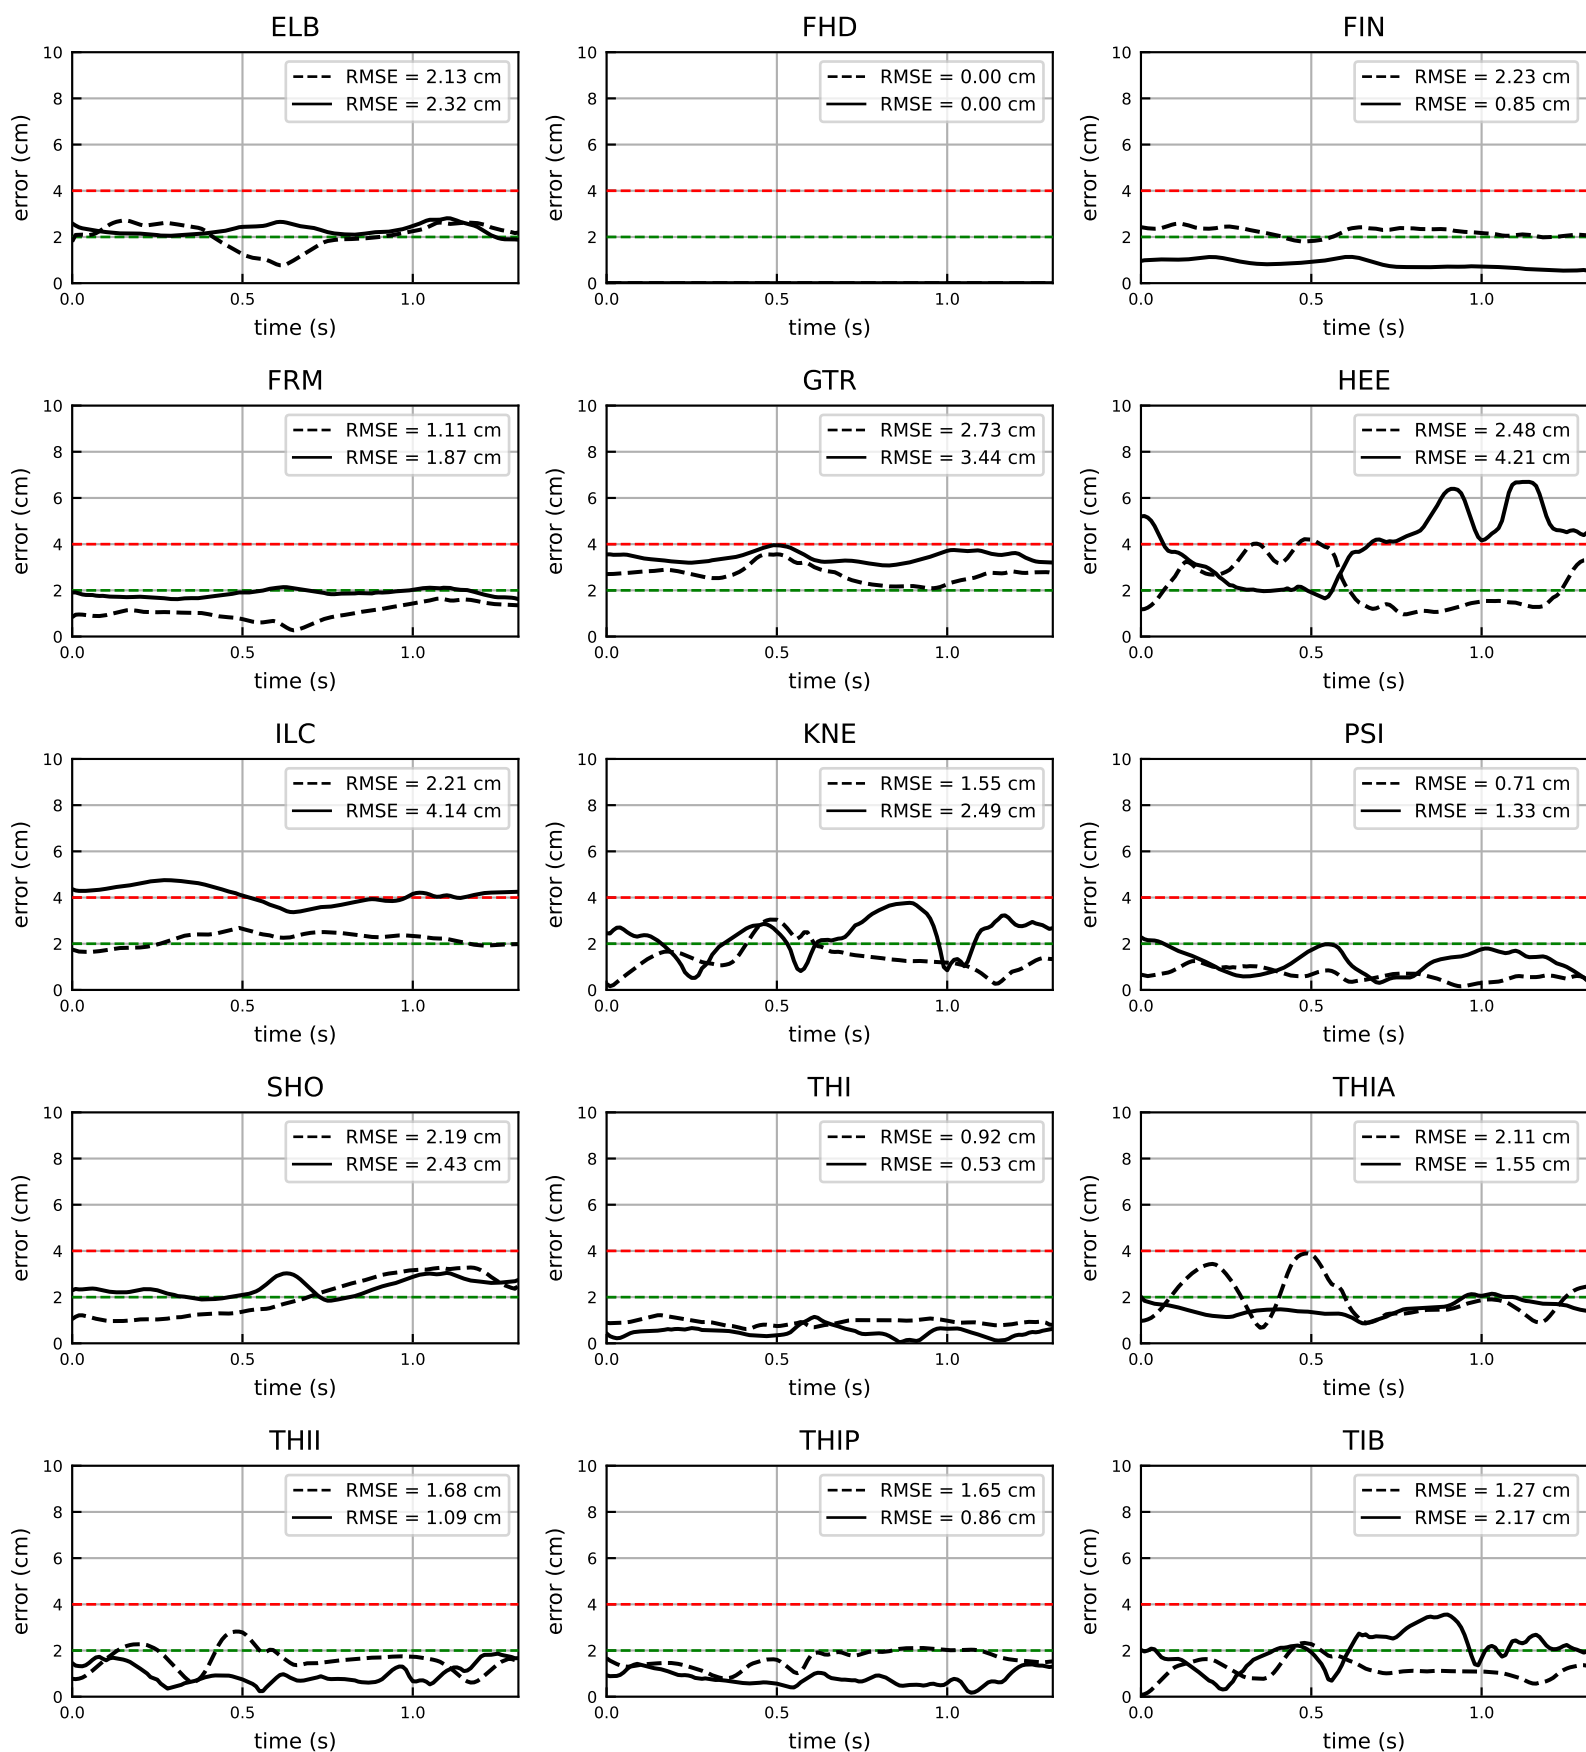 ELB
RMSE = 2.13 cm
RMSE = 2.32 cm
error (cm)
10
8
6
4
2
0
0.0 0.5 1.0
time (s)
FHD
RMSE = 0.00 cm
RMSE = 0.00 cm
error (cm)
10
8
6
4
2
0
0.0 0.5 1.0
time (s)
FIN
RMSE = 2.23 cm
RMSE = 0.85 cm
error (cm)
10
8
6
4
2
0
0.0 0.5 1.0
time (s)
FRM
RMSE = 1.11 cm
RMSE = 1.87 cm
error (cm)
10
8
6
4
2
0
0.0 0.5 1.0
time (s)
GTR
RMSE = 2.73 cm
RMSE = 3.44 cm
error (cm)
10
8
6
4
2
0
0.0 0.5 1.0
time (s)
HEE
RMSE = 2.48 cm
RMSE = 4.21 cm
error (cm)
10
8
6
4
2
0
0.0 0.5 1.0
time (s)
ILC
RMSE = 2.21 cm
RMSE = 4.14 cm
error (cm)
10
8
6
4
2
0
0.0 0.5 1.0
time (s)
KNE
RMSE = 1.55 cm
RMSE = 2.49 cm
error (cm)
10
8
6
4
2
0
0.0 0.5 1.0
time (s)
PSI
RMSE = 0.71 cm
RMSE = 1.33 cm
error (cm)
10
8
6
4
2
0
0.0 0.5 1.0
time (s)
SHO
RMSE = 2.19 cm
RMSE = 2.43 cm
error (cm)
10
8
6
4
2
0
0.0 0.5 1.0
time (s)
THI
RMSE = 0.92 cm
RMSE = 0.53 cm
error (cm)
10
8
6
4
2
0
0.0 0.5 1.0
time (s)
THIA
RMSE = 2.11 cm
RMSE = 1.55 cm
error (cm)
10
8
6
4
2
0
0.0 0.5 1.0
time (s)
THII
RMSE = 1.68 cm
RMSE = 1.09 cm
error (cm)
10
8
6
4
2
0
0.0 0.5 1.0
time (s)
THIP
RMSE = 1.65 cm
RMSE = 0.86 cm
error (cm)
10
8
6
4
2
0
0.0 0.5 1.0
time (s)
TIB
RMSE = 1.27 cm
RMSE = 2.17 cm
error (cm)
10
8
6
4
2
0
0.0 0.5 1.0
time (s)